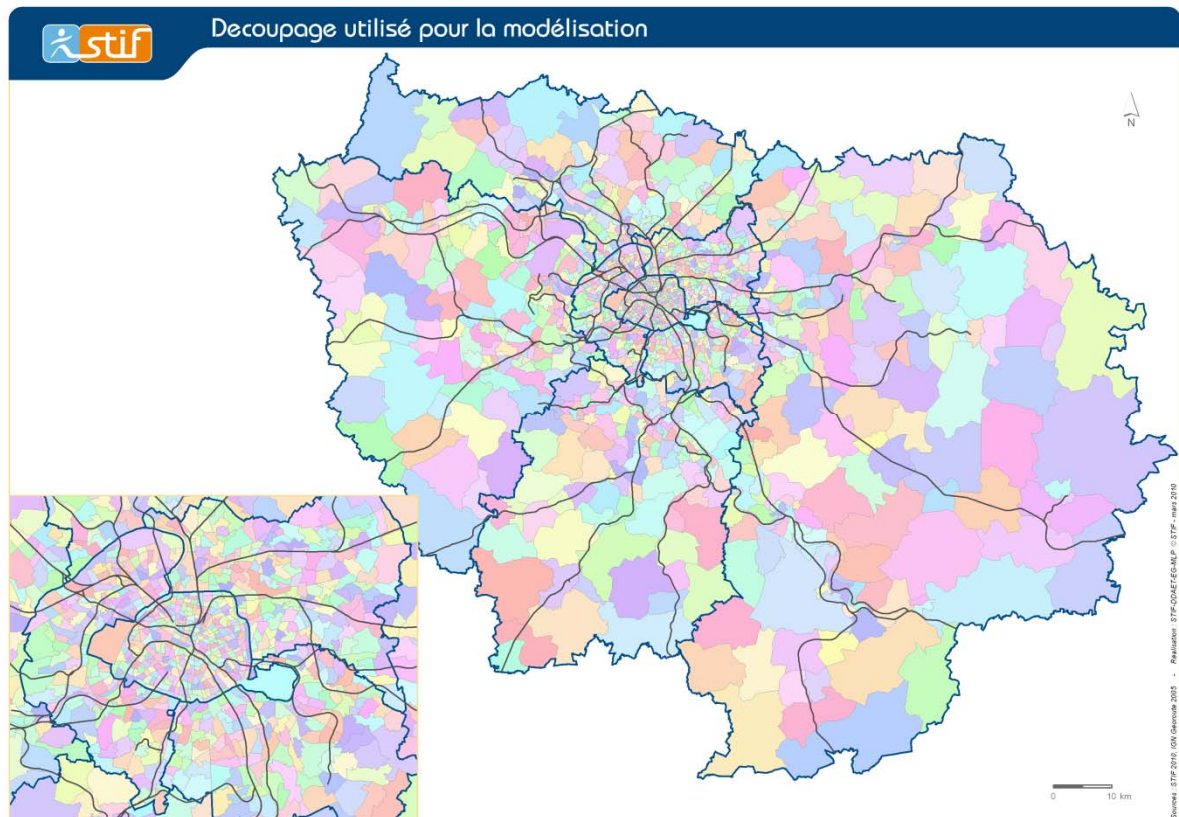 stif
Decoupage utilisé pour la modélisation
N
0 10 km
Sources : STIF 2010, IGN Géoroute 2005 - Réalisation : STIF-DDAET-EG-MLP © STIF - mars 2010